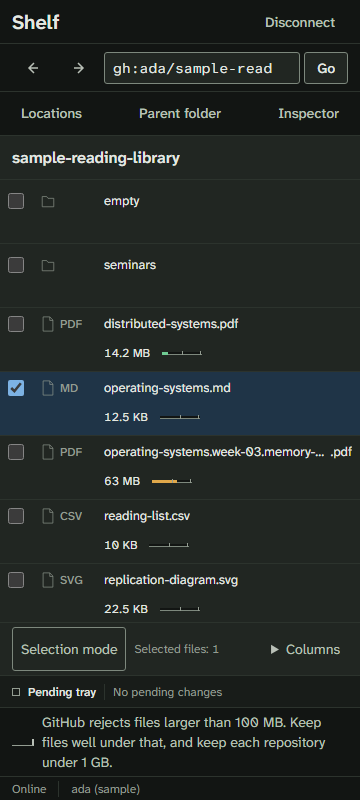 Shelf Disconnect
gh:ada/sample-read Go
Locations Parent folder Inspector
sample-reading-library
empty
seminars
PDF distributed-systems.pdf
14.2 MB
MD operating-systems.md
12.5 KB
PDF operating-systems.week-03.memory-... .pdf
63 MB
CSV reading-list.csv
10 KB
SVG replication-diagram.svg
22.5 KB
Selection mode Selected files: 1 Columns
Pending tray No pending changes
GitHub rejects files larger than 100 MB. Keep
files well under that, and keep each repository
under 1 GB.
Online ada (sample)